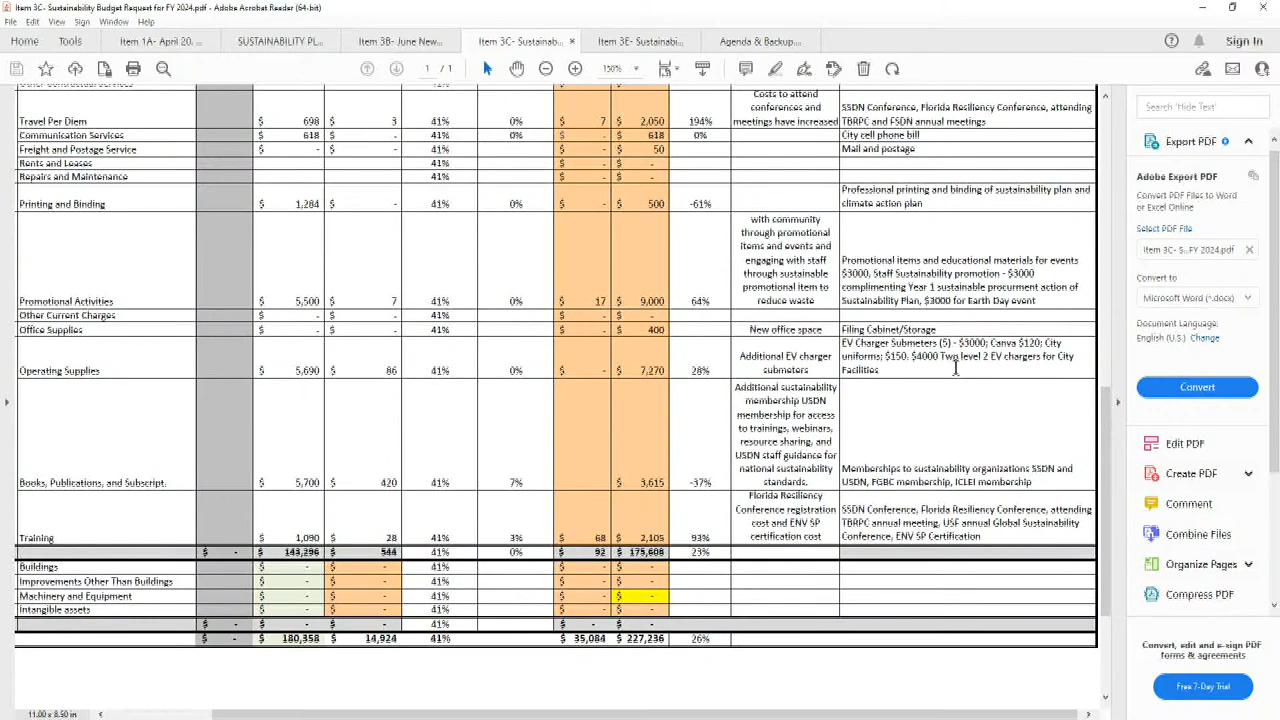 Item 3C- Sustainability Budget Request for FY 2024.pdf - Adobe Acrobat Reader (64-bit)
File Edit View Sign Window Help
Home Tools Item 1A- April 20, ... SUSTAINABILITY PL... Item 3B- June New... Item 3C- Sustainab... × Item 3E- Sustainabi... Agenda & Backup... Sign In
1 / 1 150%
41%
Costs to attend
conferences and
meetings have increased
SSDN Conference, Florida Resiliency Conference, attending
Travel Per Diem $ 698 $ 3 41% 0% $ 7 $ 2,050 194% TBRPC and FSDN annual meetings
Communication Services $ 618 $ - 41% 0% $ - $ 618 0% City cell phone bill
Freight and Postage Service $ - $ - 41% $ - $ 50 Mail and postage
Rents and Leases 41% $ - $ -
Repairs and Maintenance 41% $ - $ -
Professional printing and binding of sustainability plan and
Printing and Binding $ 1,284 $ - 41% 0% $ - $ 500 -61% climate action plan
with community
through promotional
items and events and
engaging with staff
through sustainable
promotional item to
reduce waste
Promotional items and educational materials for events
$3000, Staff Sustainability promotion - $3000
complimenting Year 1 sustainable procurment action of
Promotional Activities $ 5,500 $ 7 41% 0% $ 17 $ 9,000 64% Sustainability Plan, $3000 for Earth Day event
Other Current Charges $ - $ - 41% $ - $ -
Office Supplies $ - $ - 41% $ - $ 400 New office space Filing Cabinet/Storage
EV Charger Submeters (5) - $3000; Canva $120; City
Additional EV charger uniforms; $150. $4000 Two level 2 EV chargers for City
Operating Supplies $ 5,690 $ 86 41% 0% $ - $ 7,270 28% submeters Facilities
Additional sustainability
membership USDN
membership for access
to trainings, webinars,
resource sharing, and
USDN staff guidance for
national sustainability
standards.
Memberships to sustainability organizations SSDN and
Books, Publications, and Subscript. $ 5,700 $ 420 41% 7% $ 3,615 -37% USDN, FGBC membership, ICLEI membership
Florida Resiliency
Conference registration
cost and ENV SP
certification cost
SSDN Conference, Florida Resiliency Conference, attending
TBRPC annual meeting, USF annual Global Sustainability
Training $ 1,090 $ 28 41% 3% $ 68 $ 2,105 93% Conference, ENV SP Certification
$ - $ 143,296 $ 544 41% 0% $ 92 $ 175,608 23%
Buildings $ - $ - 41% $ - $ -
Improvements Other Than Buildings $ - $ - 41% $ - $ -
Machinery and Equipment $ - $ - 41% $ - $ -
Intangible assets $ - $ - 41% $ - $ -
$ - $ - $ - 41% $ - $ -
$ - $ 180,358 $ 14,924 41% $ 35,084 $ 227,236 26%
11.00 x 8.50 in
Search 'Hide Text'
Export PDF
Adobe Export PDF
Convert PDF Files to Word
or Excel Online
Select PDF File
Item 3C- S...FY 2024.pdf
Convert to
Microsoft Word (*.docx)
Document Language:
English (U.S.) Change
Convert
Edit PDF
Create PDF
Comment
Combine Files
Organize Pages
Compress PDF
Convert, edit and e-sign PDF
forms & agreements
Free 7-Day Trial